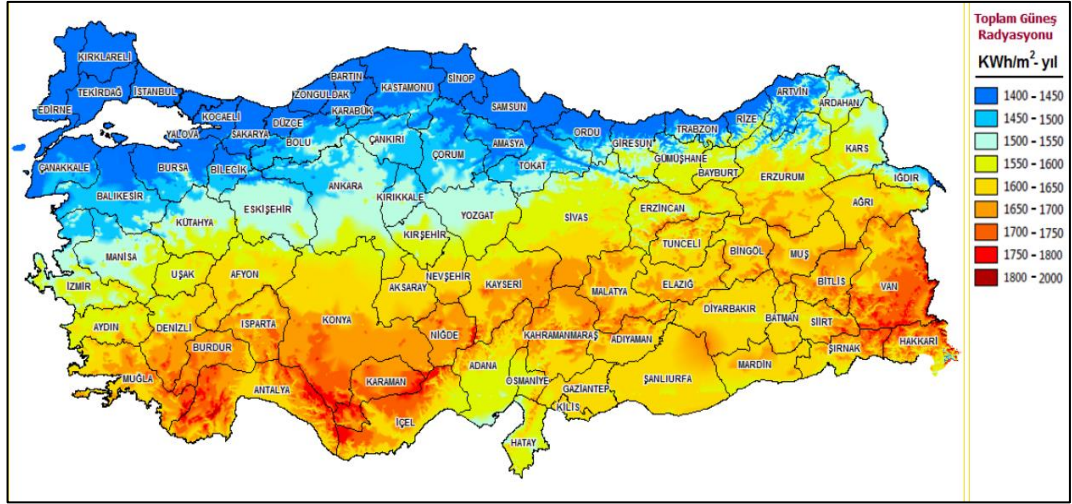 Toplam Güneş
Radyasyonu
KWh/m²- yıl
1400 - 1450
1450 - 1500
1500 - 1550
1550 - 1600
1600 - 1650
1650 - 1700
1700 - 1750
1750 - 1800
1800 - 2000
KIRKLARELİ
TEKİRDAĞ
İSTANBUL
EDİRNE
KOCAELİ
YALOVA
SAKARYA
DÜZCE
ZONGULDAK
BARTIN
KARABÜK
KASTAMONU
SİNOP
SAMSUN
BOLU
ÇANKIRI
ÇORUM
AMASYA
TOKAT
ORDU
GİRESUN
TRABZON
RİZE
ARTVİN
ARDAHAN
KARS
GÜMÜŞHANE
BAYBURT
ERZURUM
IĞDIR
AĞRI
ÇANAKKALE
BURSA
BİLECİK
BALIKESİR
KÜTAHYA
ESKİŞEHİR
ANKARA
KIRIKKALE
YOZGAT
SİVAS
ERZİNCAN
KIRŞEHİR
TUNCELİ
BİNGÖL
MUŞ
MANİSA
UŞAK
AFYON
İZMİR
AKSARAY
NEVŞEHİR
KAYSERİ
MALATYA
ELAZIĞ
BİTLİS
VAN
DİYARBAKIR
BATMAN
SİİRT
AYDIN
DENİZLİ
ISPARTA
BURDUR
KONYA
NİĞDE
KAHRAMANMARAŞ
ADIYAMAN
MARDİN
ŞIRNAK
HAKKARİ
MUĞLA
ANTALYA
KARAMAN
İÇEL
ADANA
OSMANİYE
GAZİANTEP
KİLİS
ŞANLIURFA
HATAY